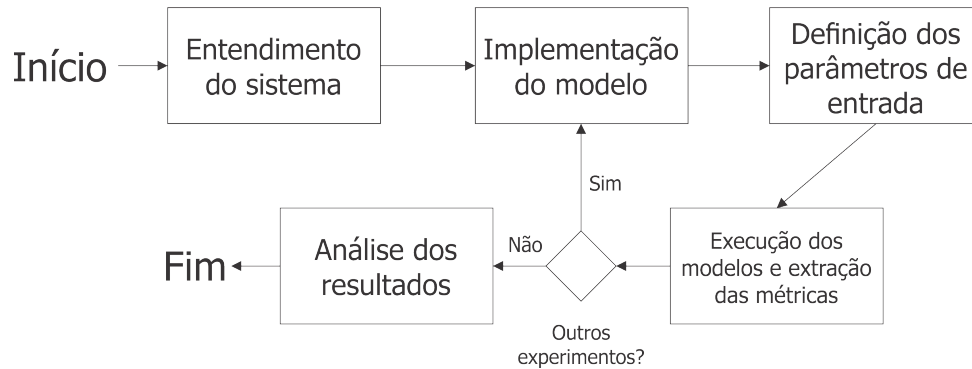 Início
Entendimento
do sistema
Implementação
do modelo
Definição dos
parâmetros de
entrada
Sim
Execução dos
modelos e extração
das métricas
Outros
experimentos?
Não
Análise dos
resultados
Fim